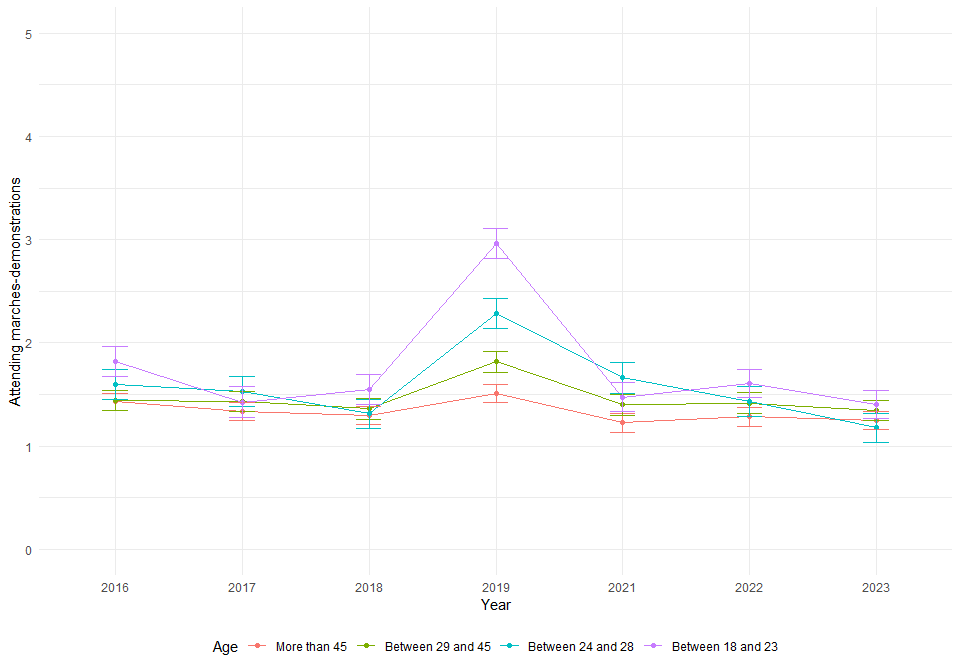 5
4
3
2
1
0
Attending marches-demonstrations
2016 2017 2018 2019 2021 2022 2023
Year
Age More than 45 Between 29 and 45 Between 24 and 28 Between 18 and 23